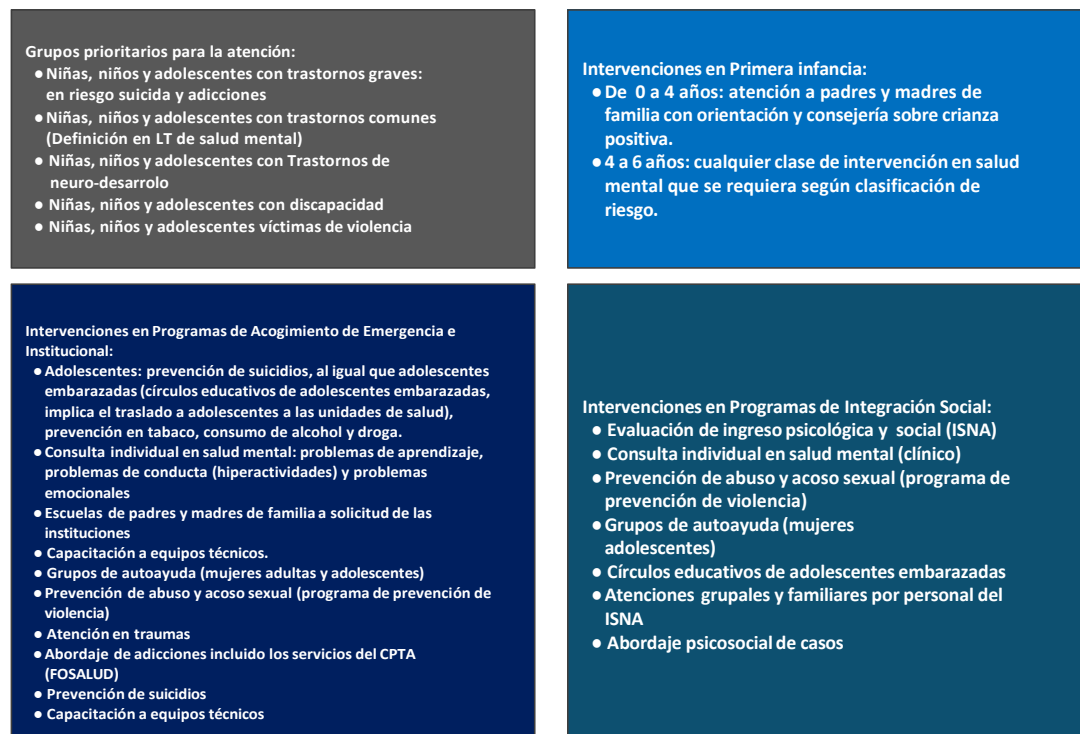 Grupos prioritarios para la atención:
● Niñas, niños y adolescentes con trastornos graves:
en riesgo suicida y adicciones
● Niñas, niños y adolescentes con trastornos comunes
(Definición en LT de salud mental)
● Niñas, niños y adolescentes con Trastornos de
neuro-desarrolo
● Niñas, niños y adolescentes con discapacidad
● Niñas, niños y adolescentes víctimas de violencia
Intervenciones en Primera infancia:
● De 0 a 4 años: atención a padres y madres de
familia con orientación y consejería sobre crianza
positiva.
● 4 a 6 años: cualquier clase de intervención en salud
mental que se requiera según clasificación de
riesgo.
Intervenciones en Programas de Acogimiento de Emergencia e
Institucional:
● Adolescentes: prevención de suicidios, al igual que adolescentes
embarazadas (círculos educativos de adolescentes embarazadas,
implica el traslado a adolescentes a las unidades de salud),
prevención en tabaco, consumo de alcohol y droga.
● Consulta individual en salud mental: problemas de aprendizaje,
problemas de conducta (hiperactividades) y problemas
emocionales
● Escuelas de padres y madres de familia a solicitud de las
instituciones
● Capacitación a equipos técnicos.
● Grupos de autoayuda (mujeres adultas y adolescentes)
● Prevención de abuso y acoso sexual (programa de prevención de
violencia)
● Atención en traumas
● Abordaje de adicciones incluido los servicios del CPTA
(FOSALUD)
● Prevención de suicidios
● Capacitación a equipos técnicos
Intervenciones en Programas de Integración Social:
● Evaluación de ingreso psicológica y social (ISNA)
● Consulta individual en salud mental (clínico)
● Prevención de abuso y acoso sexual (programa de
prevención de violencia)
● Grupos de autoayuda (mujeres
adolescentes)
● Círculos educativos de adolescentes embarazadas
● Atenciones grupales y familiares por personal del
ISNA
● Abordaje psicosocial de casos